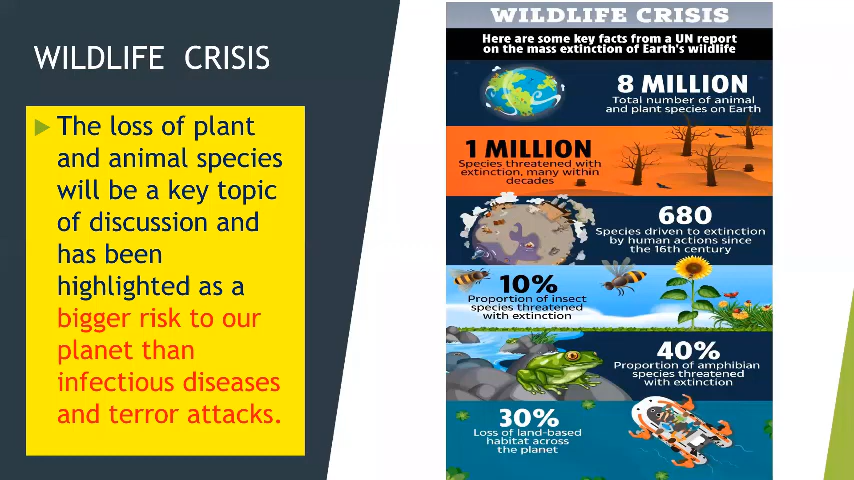 WILDLIFE CRISIS
The loss of plant
and animal species
will be a key topic
of discussion and
has been
highlighted as a
bigger risk to our
planet than
infectious diseases
and terror attacks.
WILDLIFE CRISIS
Here are some key facts from a UN report
on the mass extinction of Earth's wildlife
8 MILLION
Total number of animal
and plant species on Earth
1 MILLION
Species threatened with
extinction, many within
decades
680
Species driven to extinction
by human actions since
the 16th century
10%
Proportion of insect
species threatened
with extinction
40%
Proportion of amphibian
species threatened
with extinction
30%
Loss of land-based
habitat across
the planet